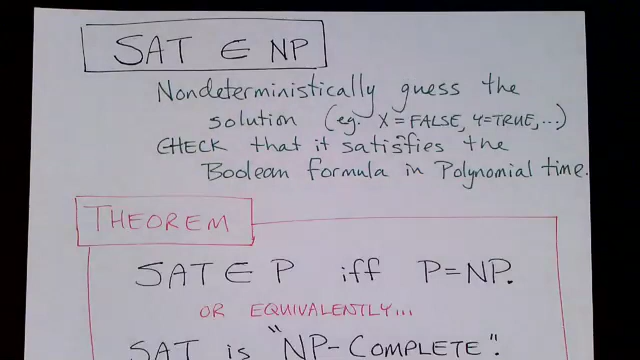 SAT ∈ NP
Nondeterministically guess the
solution (eg. X=FALSE, Y=TRUE,...)
CHECK that it satisfies the
Boolean formula in Polynomial time.
THEOREM
SAT ∈ P iff P=NP.
OR EQUIVALENTLY...
SAT is "NP-COMPLETE".